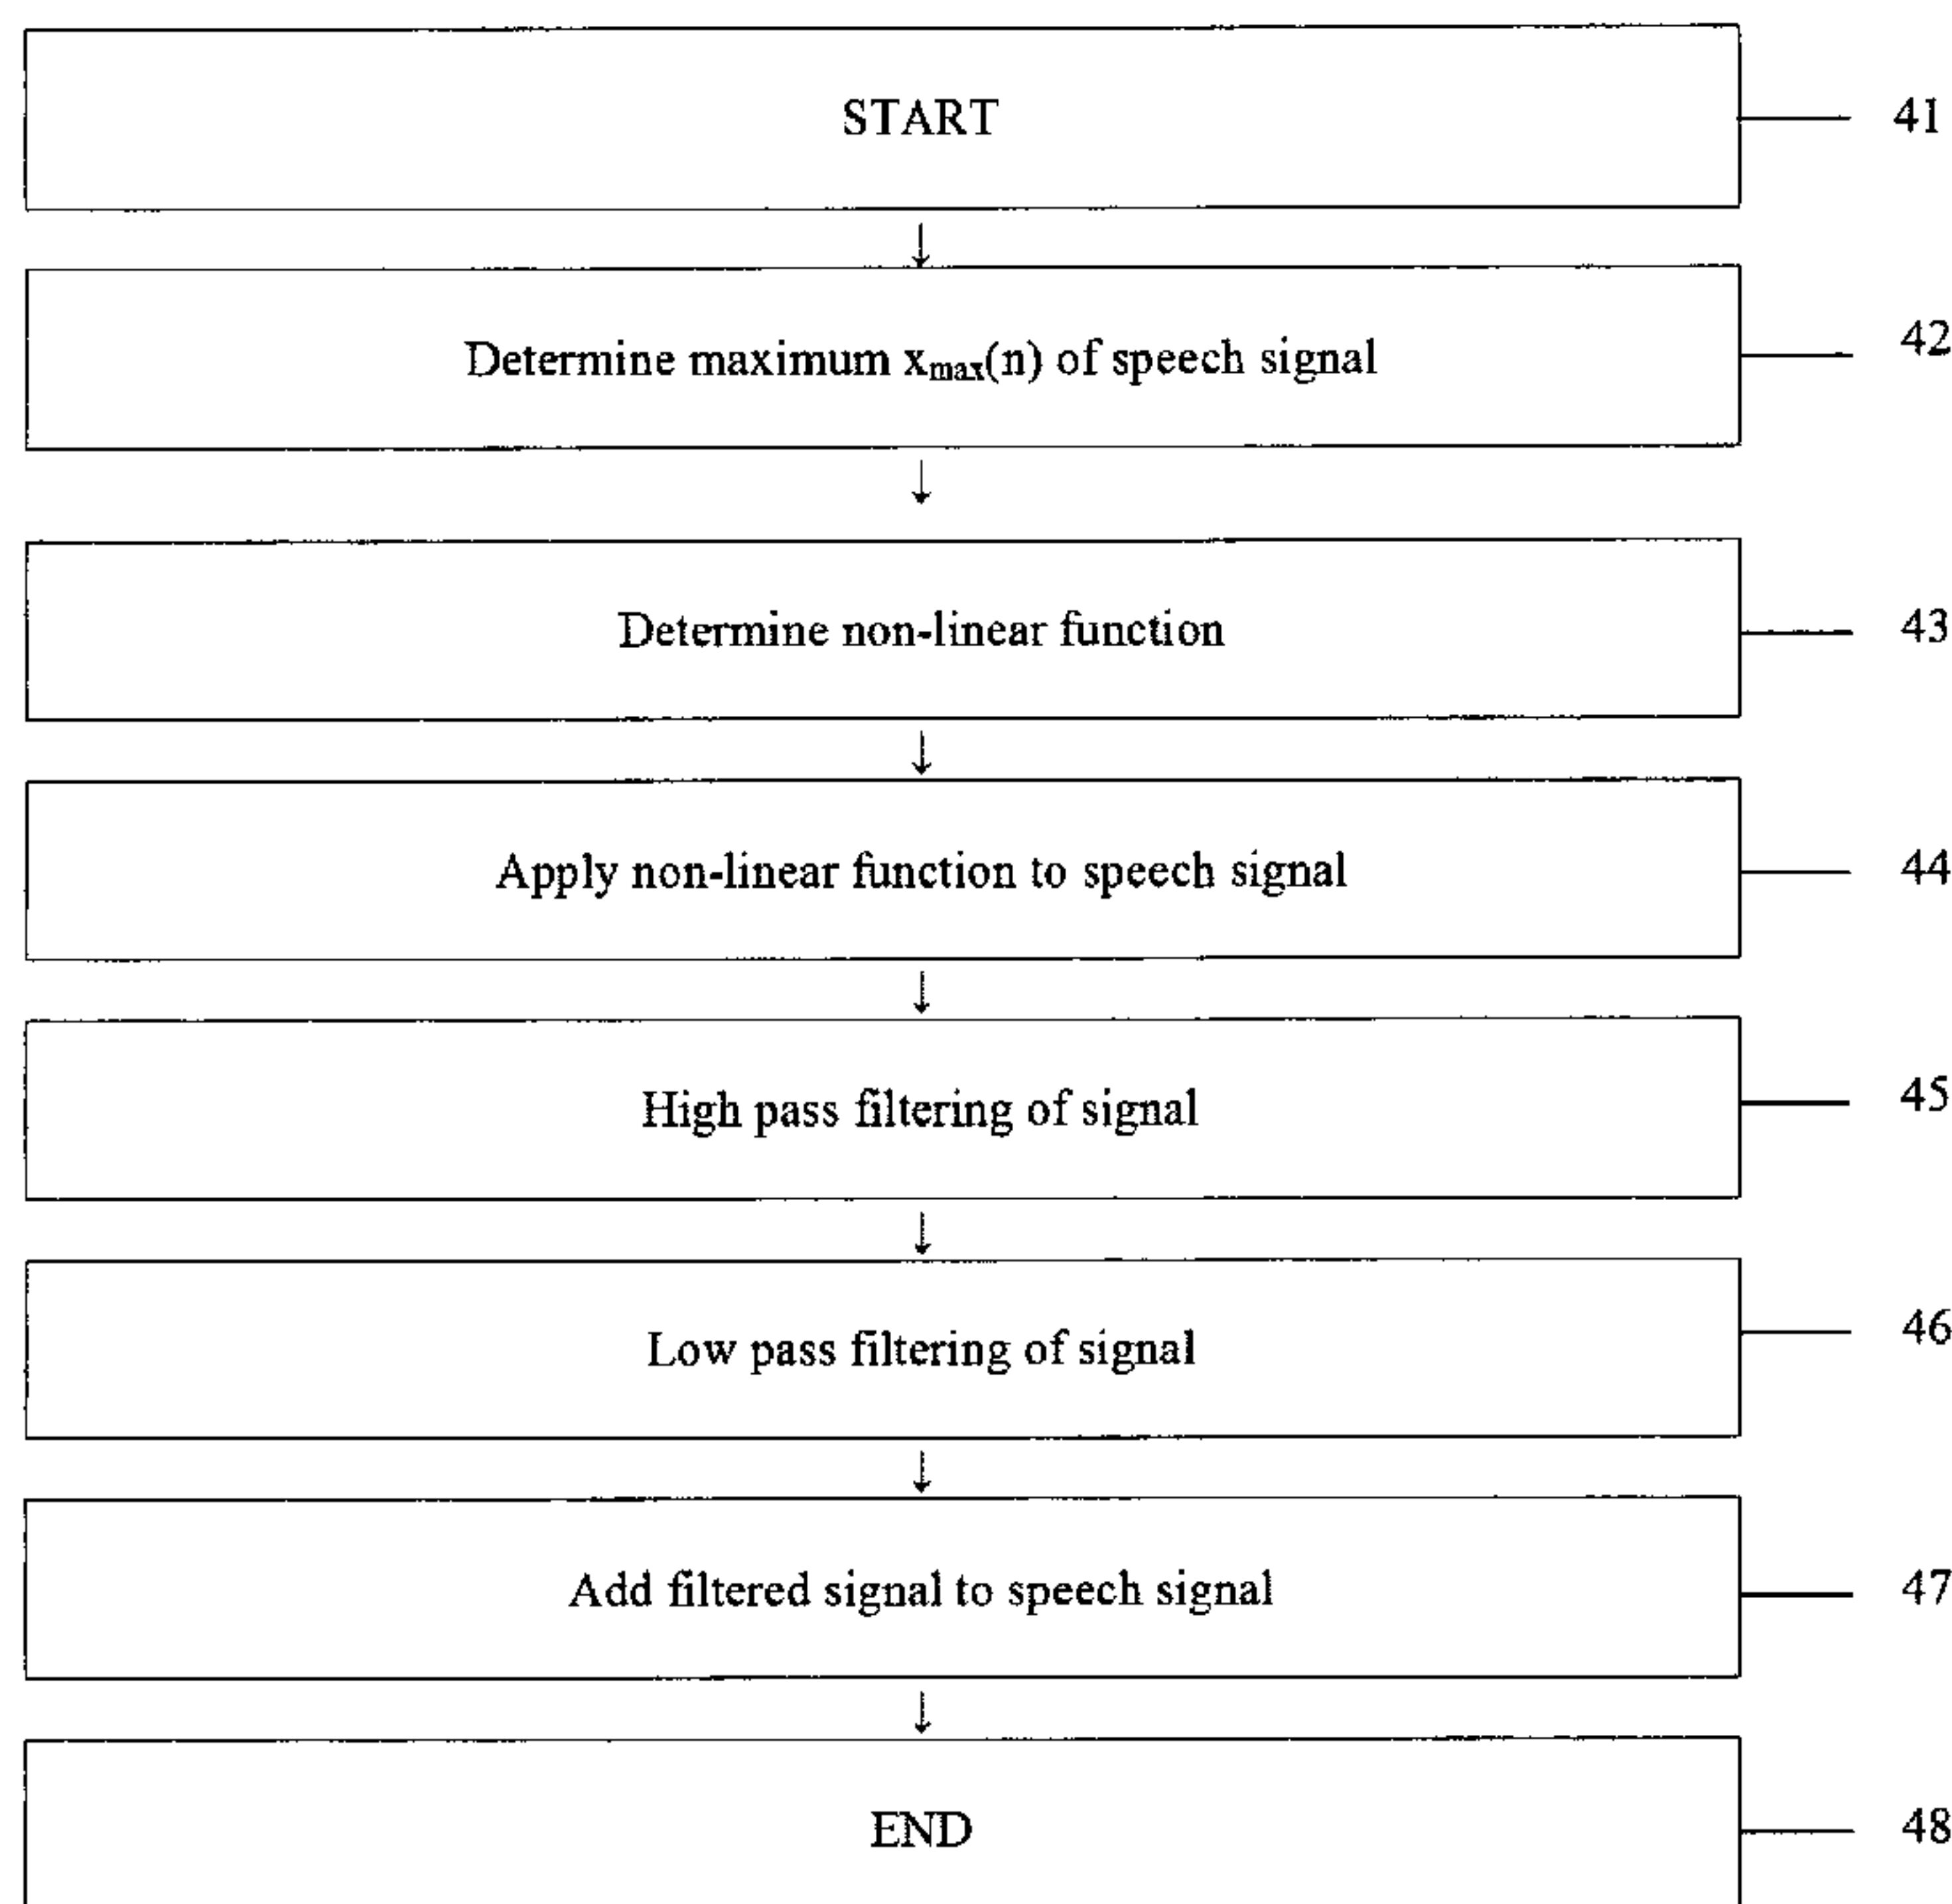 START
41
Determine maximum xmax(n) of speech signal
42
Determine non-linear function
43
Apply non-linear function to speech signal
44
High pass filtering of signal
45
Low pass filtering of signal
46
Add filtered signal to speech signal
47
END
48